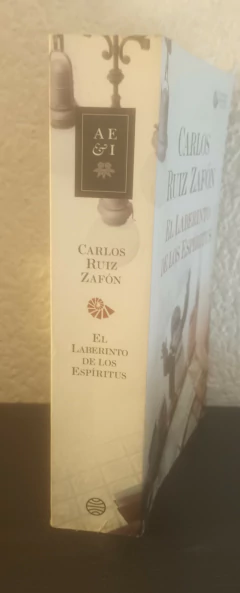 A E
& I
CARLOS
RUIZ
ZAFÓN
EL
LABERINTO
DE LOS
ESPÍRITUS
CARLOS
RUIZ ZAFÓN
EL LABERINTO
DE LOS ESPÍRITUS